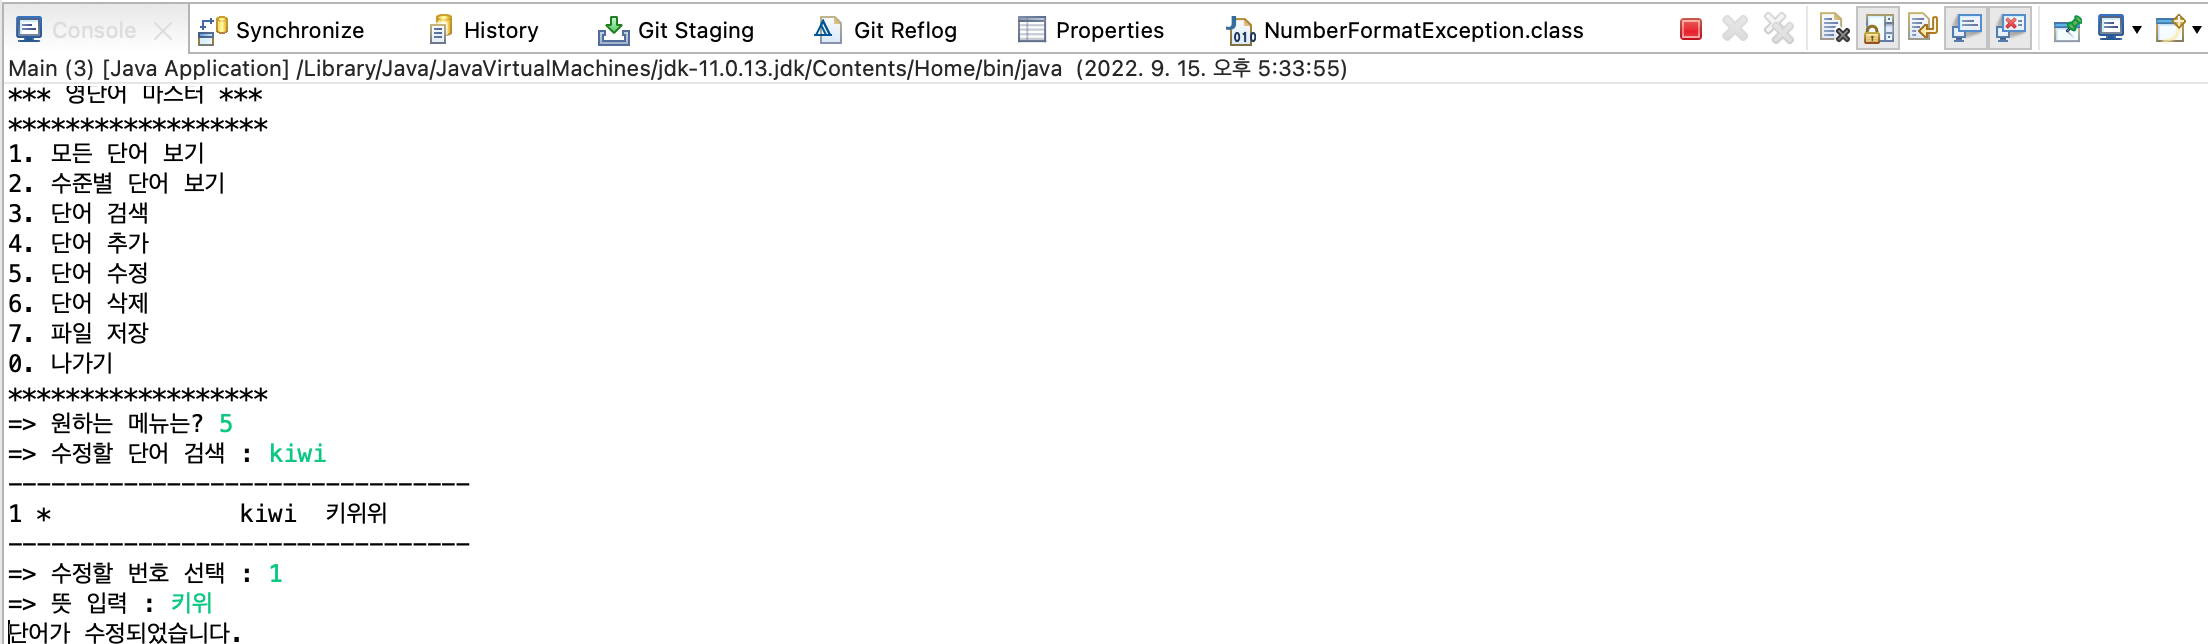 Console Synchronize History Git Staging Git Reflog Properties NumberFormatException.class
Main (3) [Java Application] /Library/Java/JavaVirtualMachines/jdk-11.0.13.jdk/Contents/Home/bin/java (2022. 9. 15. 오후 5:33:55)
*** 영단어 마스터 ***
******************
1. 모든 단어 보기
2. 수준별 단어 보기
3. 단어 검색
4. 단어 추가
5. 단어 수정
6. 단어 삭제
7. 파일 저장
0. 나가기
******************
=> 원하는 메뉴는? 5
=> 수정할 단어 검색 : kiwi
--------------------------------
1 *             kiwi  키위위
--------------------------------
=> 수정할 번호 선택 : 1
=> 뜻 입력 : 키위
단어가 수정되었습니다.